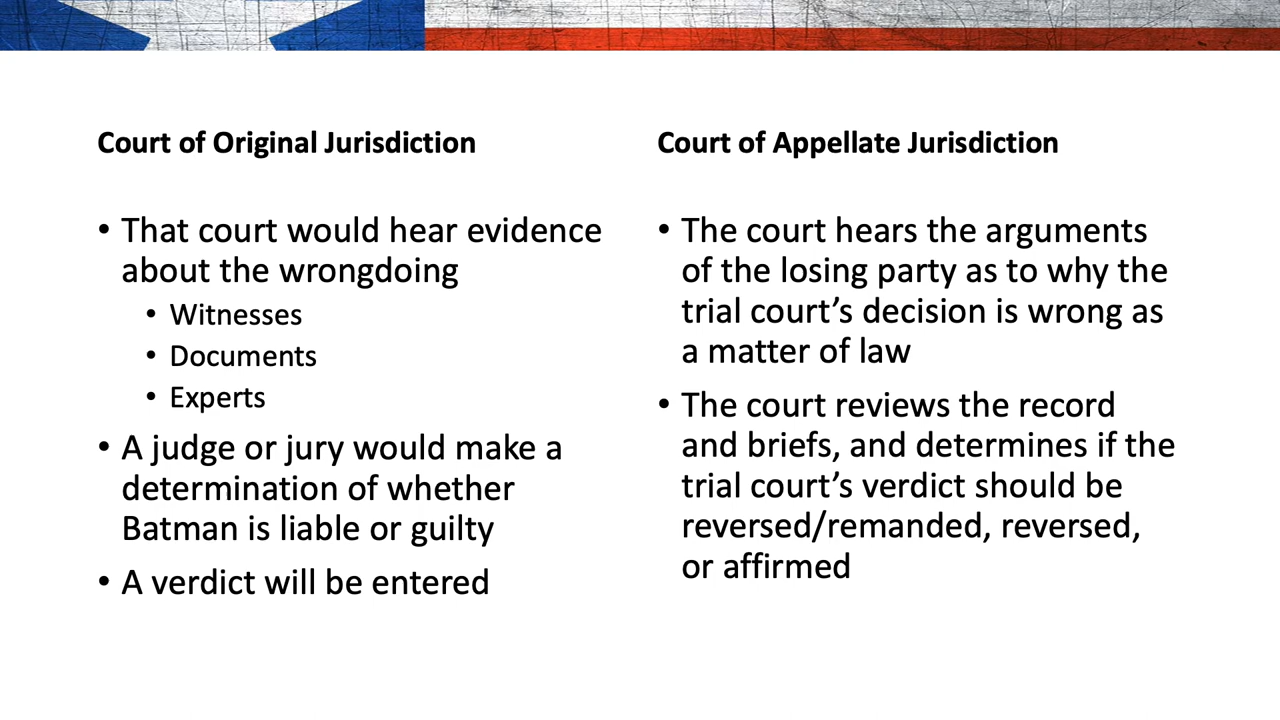 Court of Original Jurisdiction
• That court would hear evidence
about the wrongdoing
• Witnesses
• Documents
• Experts
• A judge or jury would make a
determination of whether
Batman is liable or guilty
• A verdict will be entered
Court of Appellate Jurisdiction
• The court hears the arguments
of the losing party as to why the
trial court’s decision is wrong as
a matter of law
• The court reviews the record
and briefs, and determines if the
trial court’s verdict should be
reversed/remanded, reversed,
or affirmed